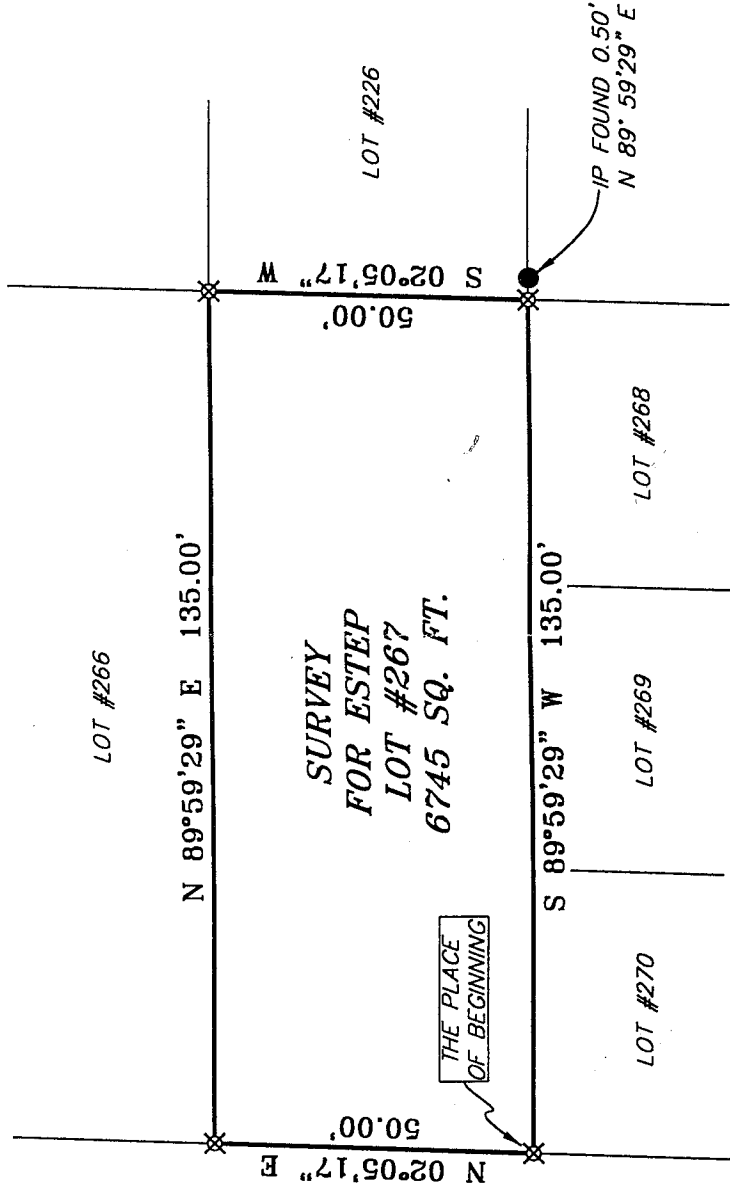 LOT #266
N 89°59'29" E 135.00'
LOT #226
S 02°05'17" W
50.00'
SURVEY
FOR ESTEP
LOT #267
6745 SQ. FT.
THE PLACE
OF BEGINNING
N 02°05'17" E
50.00'
S 89°59'29" W 135.00'
IP FOUND 0.50'
N 89° 59'29" E
LOT #270
LOT #269
LOT #268